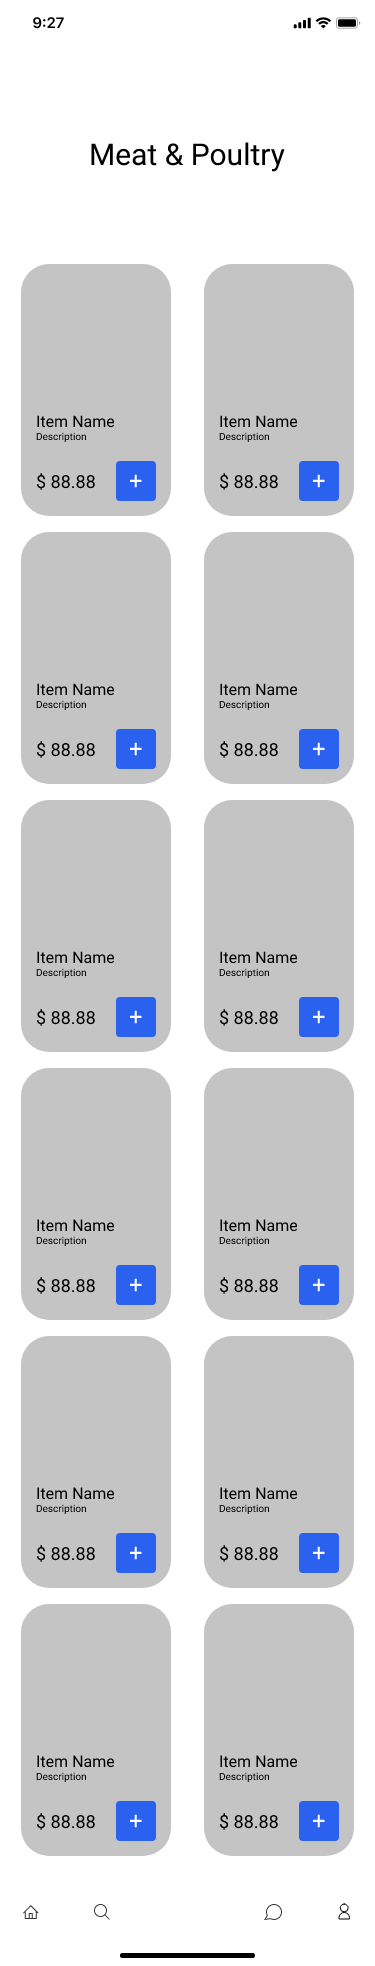 9:27
Meat & Poultry
Item Name
Description
$ 88.88 +
Item Name
Description
$ 88.88 +
Item Name
Description
$ 88.88 +
Item Name
Description
$ 88.88 +
Item Name
Description
$ 88.88 +
Item Name
Description
$ 88.88 +
Item Name
Description
$ 88.88 +
Item Name
Description
$ 88.88 +
Item Name
Description
$ 88.88 +
Item Name
Description
$ 88.88 +
Item Name
Description
$ 88.88 +
Item Name
Description
$ 88.88 +